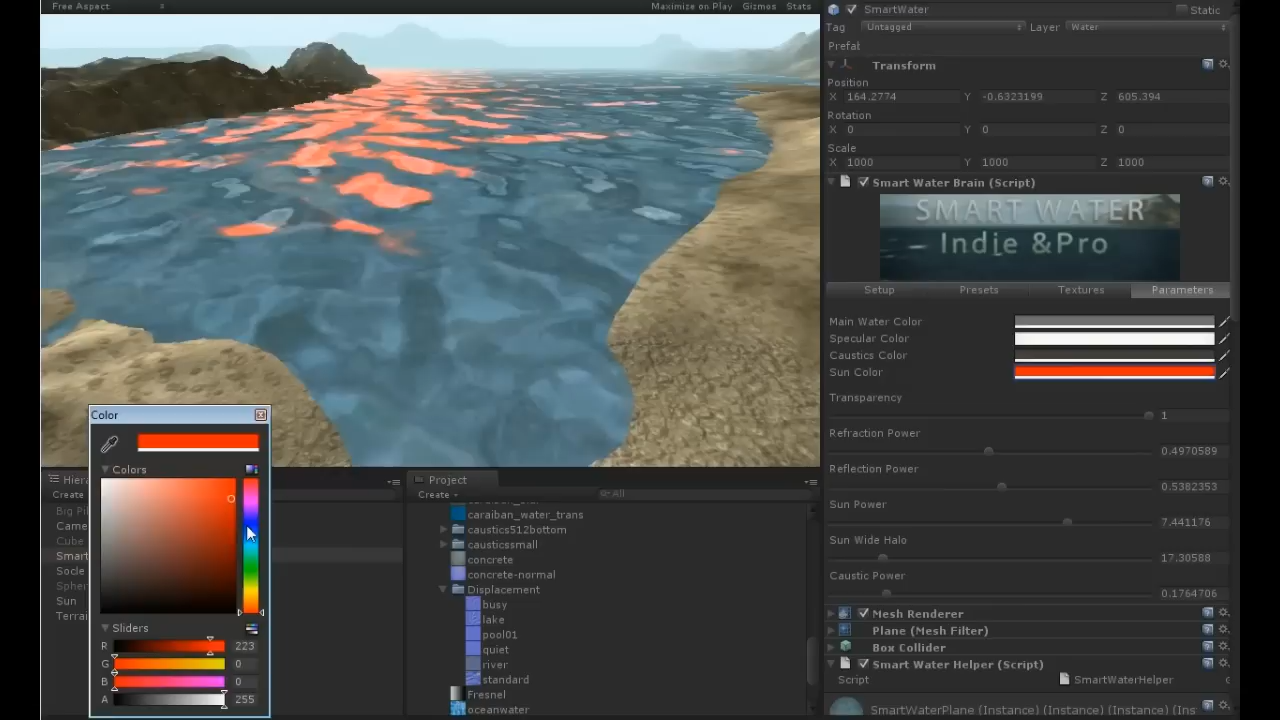 Free Aspect
Maximize on Play Gizmos Stats
SmartWater
Static
Tag Untagged
Layer Water
Prefab
Transform
Position
X 164.2774 Y -0.6323199 Z 605.394
Rotation
X 0 Y 0 Z 0
Scale
X 1000 Y 1000 Z 1000
Smart Water Brain (Script)
SMART WATER
Indie &Pro
Setup Presets Textures Parameters
Main Water Color
Specular Color
Caustics Color
Sun Color
Transparency
1
Refraction Power
0.4970589
Reflection Power
0.5382353
Sun Power
7.441176
Sun Wide Halo
17.30588
Caustic Power
0.1764706
Mesh Renderer
Plane (Mesh Filter)
Box Collider
Smart Water Helper (Script)
Script SmartWaterHelper
SmartWaterPlane (Instance) (Instance) (Instance) (Ins
Color
Colors
Sliders
R 223
G 0
B 0
A 255
Hiera
Create
Big Pi
Came
Cube
Smart
Socle
Spher
Sun
Terrai
Project
Create
All
caraiban_water_trans
caustics512bottom
causticssmall
concrete
concrete-normal
Displacement
busy
lake
pool01
quiet
river
standard
Fresnel
oceanwater